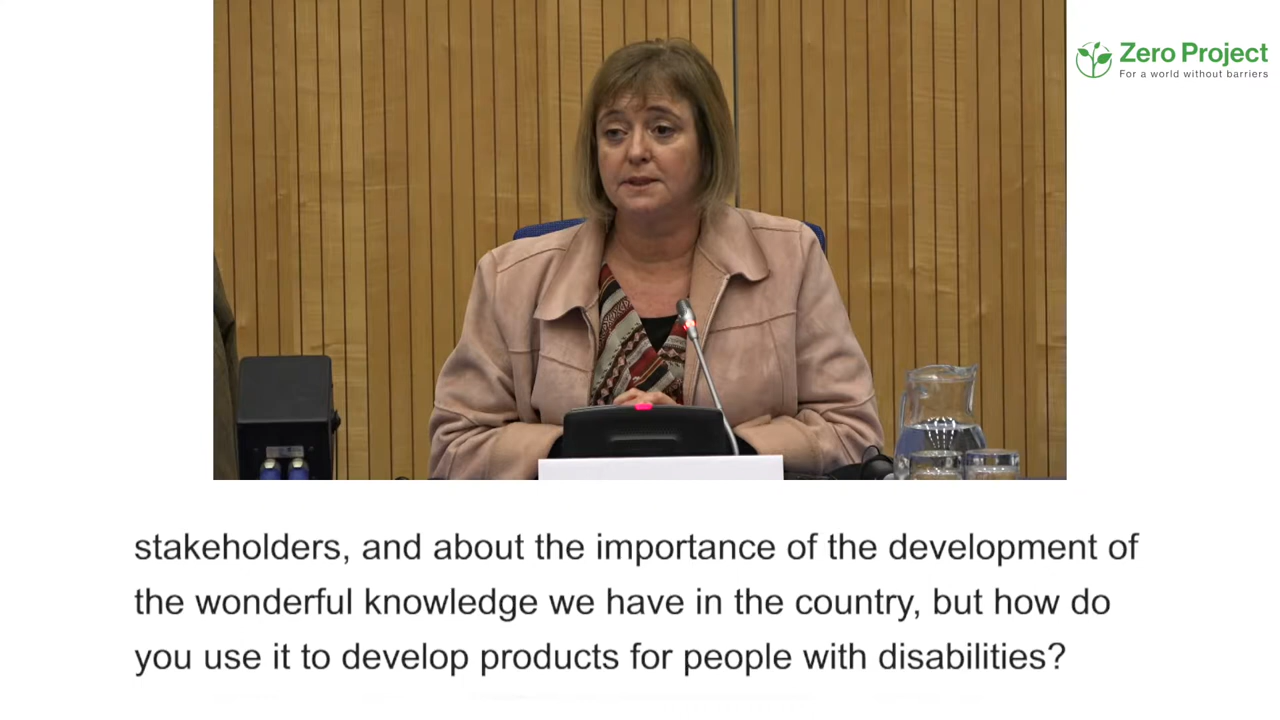 Zero Project
For a world without barriers
stakeholders, and about the importance of the development of
the wonderful knowledge we have in the country, but how do
you use it to develop products for people with disabilities?